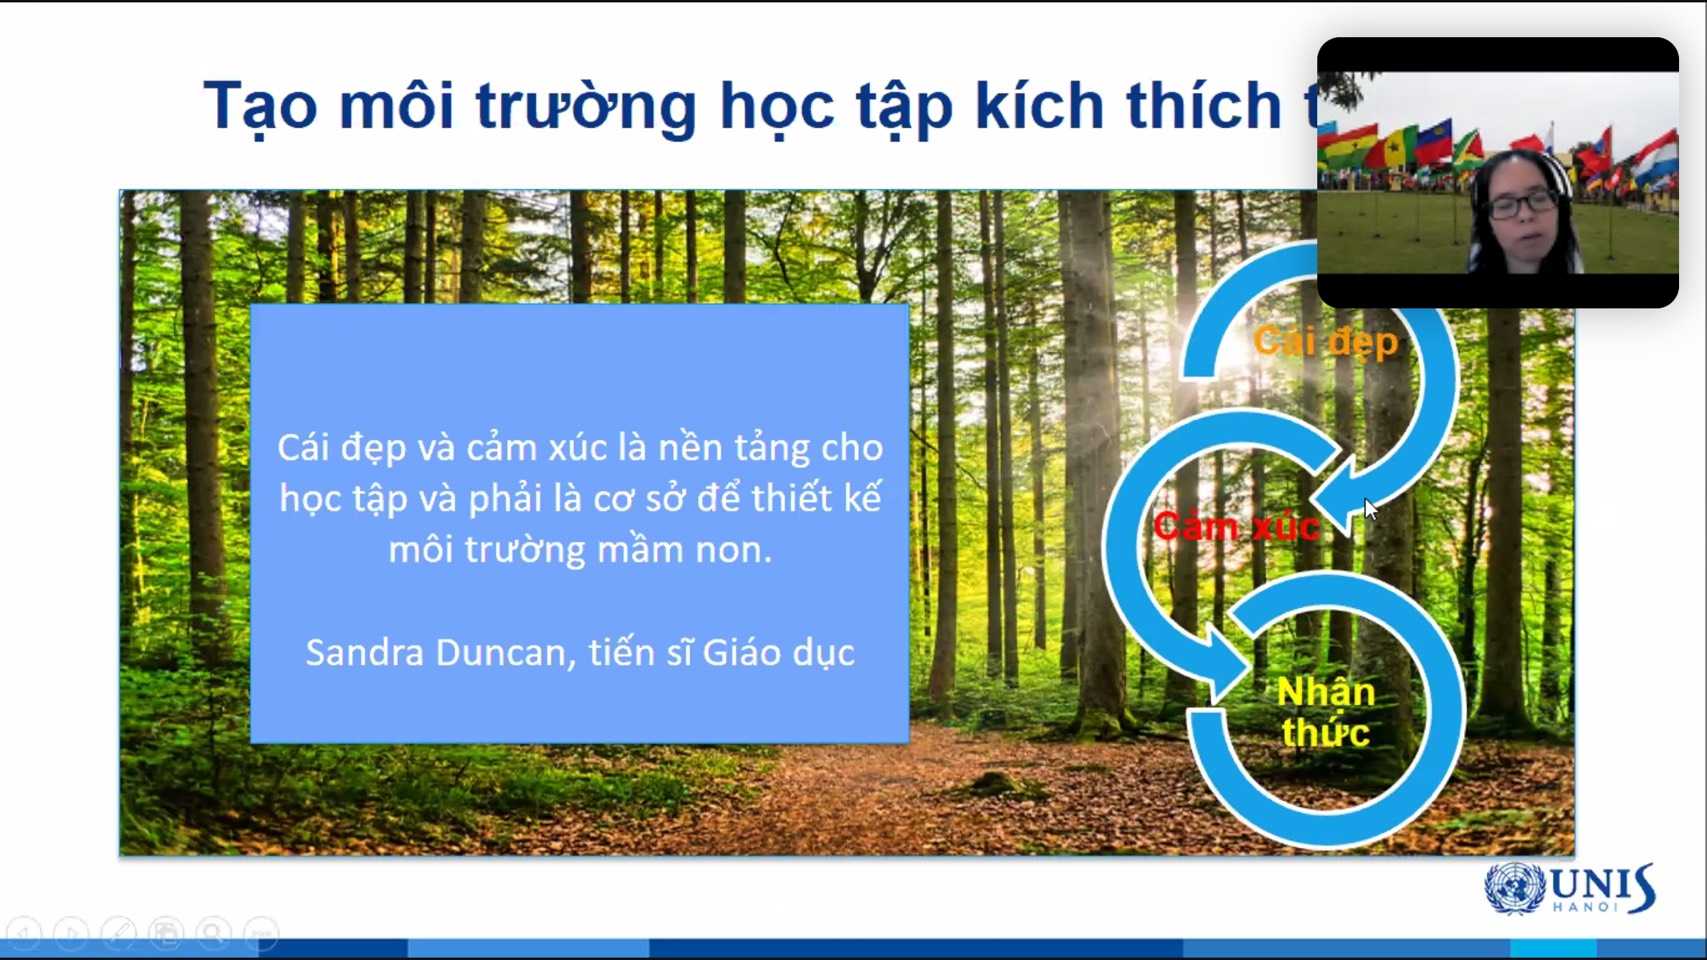 Tạo môi trường học tập kích thích
Cái đẹp và cảm xúc là nền tảng cho
học tập và phải là cơ sở để thiết kế
môi trường mầm non.
Sandra Duncan, tiến sĩ Giáo dục
Cái đẹp
Cảm xúc
Nhận
thức
UNIS
HANOI